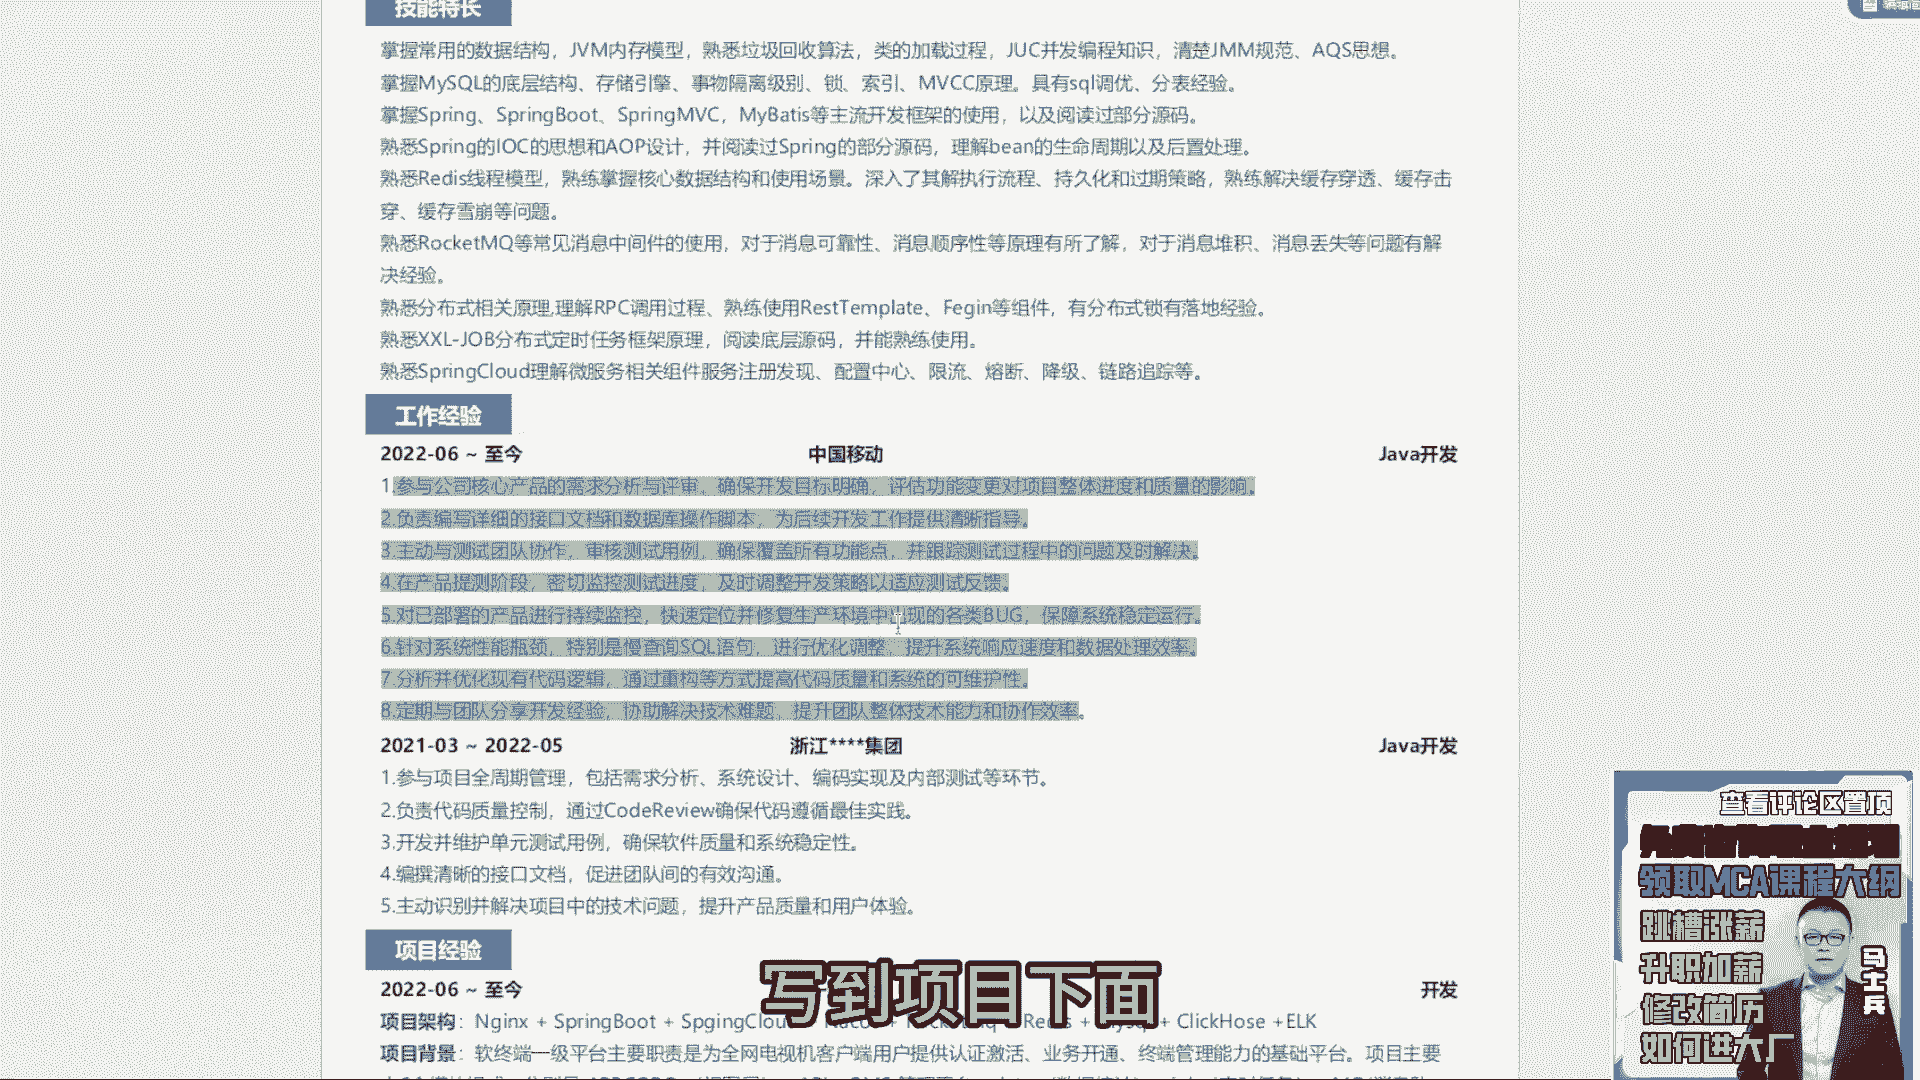 技能特长
掌握常用的数据结构，JVM内存模型，熟悉垃圾回收算法，类的加载过程，JUC并发编程知识，清楚JMM规范、AQS思想。
掌握MySQL的底层结构、存储引擎、事物隔离级别、锁、索引、MVCC原理。具有sql调优、分表经验。
掌握Spring、SpringBoot、SpringMVC，MyBatis等主流开发框架的使用，以及阅读过部分源码。
熟悉Spring的IOC的思想和AOP设计，并阅读过Spring的部分源码，理解bean的生命周期以及后置处理。
熟悉Redis线程模型，熟练掌握核心数据结构和使用场景。深入了其解执行流程、持久化和过期策略，熟练解决缓存穿透、缓存击
穿、缓存雪崩等问题。
熟悉RocketMQ等常见消息中间件的使用，对于消息可靠性、消息顺序性等原理有所了解，对于消息堆积、消息丢失等问题有解
决经验。
熟悉分布式相关原理,理解RPC调用过程、熟练使用RestTemplate、Fegin等组件，有分布式锁有落地经验。
熟悉XXL-JOB分布式定时任务框架原理，阅读底层源码，并能熟练使用。
熟悉SpringCloud理解微服务相关组件服务注册发现、配置中心、限流、熔断、降级、链路追踪等。
工作经验
2022-06 ~ 至今 中国移动 Java开发
1.参与公司核心产品的需求分析与评审，确保开发目标明确，评估功能变更对项目整体进度和质量的影响。
2.负责编写详细的接口文档和数据库操作脚本，为后续开发工作提供清晰指导。
3.主动与测试团队协作，审核测试用例，确保覆盖所有功能点，并跟踪测试过程中的问题及时解决。
4.在产品提测阶段，密切监控测试进度，及时调整开发策略以适应测试反馈。
5.对已部署的产品进行持续监控，快速定位并修复生产环境中出现的各类BUG，保障系统稳定运行。
6.针对系统性能瓶颈，特别是慢查询SQL语句，进行优化调整，提升系统响应速度和数据处理效率。
7.分析并优化现有代码逻辑，通过重构等方式提高代码质量和系统的可维护性。
8.定期与团队分享开发经验，协助解决技术难题，提升团队整体技术能力和协作效率。
2021-03 ~ 2022-05 浙江****集团 Java开发
1.参与项目全周期管理，包括需求分析、系统设计、编码实现及内部测试等环节。
2.负责代码质量控制，通过CodeReview确保代码遵循最佳实践。
3.开发并维护单元测试用例，确保软件质量和系统稳定性。
4.编撰清晰的接口文档，促进团队间的有效沟通。
5.主动识别并解决项目中的技术问题，提升产品质量和用户体验。
项目经验
2022-06 ~ 至今 开发
项目架构：Nginx + SpringBoot + SpgingClou + ClickHose +ELK
项目背景：软终端一级平台主要职责是为全网电视机客户端用户提供认证激活、业务开通、终端管理能力的基础平台。项目主要
写到项目下面
查看评论区置顶
领取MCA课程大纲
跳槽涨薪
升职加薪
修改简历
如何进大厂
马士兵